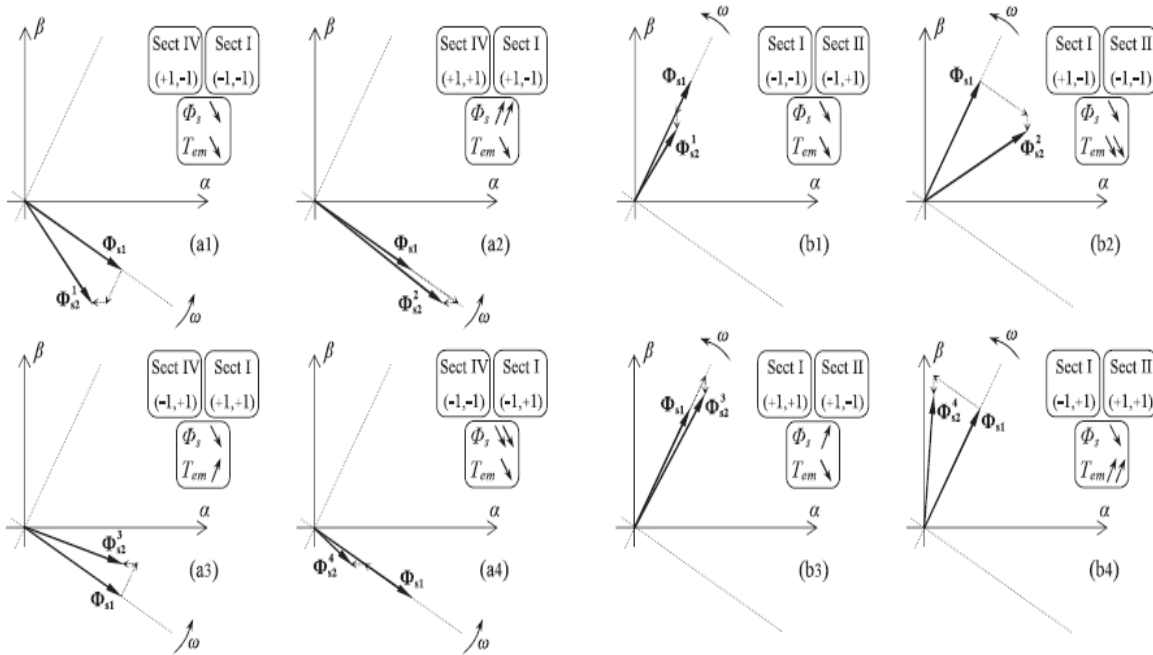 β
Sect IV Sect I
(+1,-1) (-1,-1)
Φs
Tem
α
Φs1
Φs2^1
(a1)
ω
β
Sect IV Sect I
(+1,+1) (+1,-1)
Φs
Tem
α
Φs1
Φs2^2
(a2)
ω
β
ω
Sect I Sect II
(-1,-1) (-1,+1)
Φs1
Φs
Tem
Φs2^1
α
(b1)
β
ω
Sect I Sect II
(+1,-1) (-1,-1)
Φs1
Φs
Tem
Φs2^2
α
(b2)
β
Sect IV Sect I
(-1,+1) (+1,+1)
Φs
Tem
α
Φs2^3
Φs1
(a3)
ω
β
Sect IV Sect I
(-1,-1) (-1,+1)
Φs
Tem
α
Φs2^4
Φs1
(a4)
ω
β
ω
Sect I Sect II
(+1,+1) (+1,-1)
Φs1 Φs2^3
Φs
Tem
α
(b3)
β
ω
Sect I Sect II
(-1,+1) (+1,+1)
Φs2^4
Φs1
Φs
Tem
α
(b4)